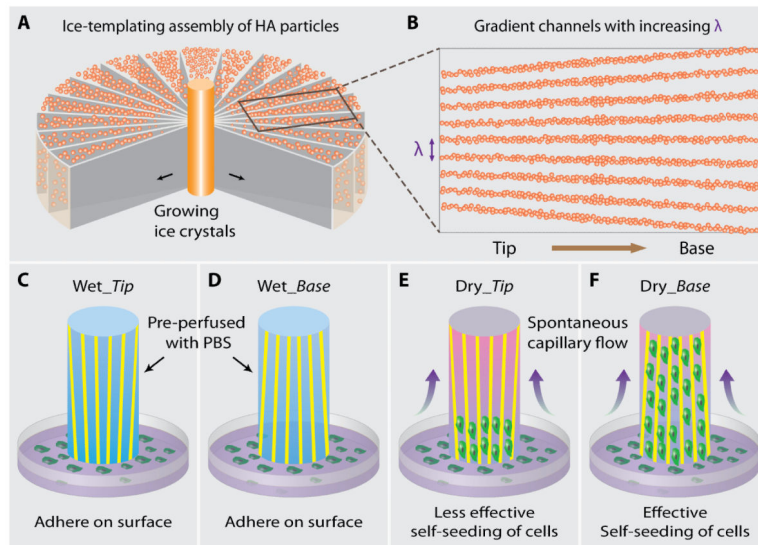 A
Ice-templating assembly of HA particles
Growing
ice crystals
B
Gradient channels with increasing λ
λ
Tip
Base
C
Wet_Tip
D
Wet_Base
Pre-perfused
with PBS
Adhere on surface
Adhere on surface
E
Dry_Tip
F
Dry_Base
Spontaneous
capillary flow
Less effective
self-seeding of cells
Effective
Self-seeding of cells